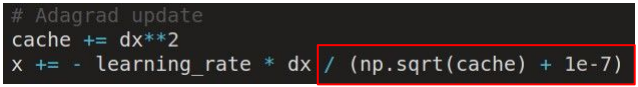 # Adagrad update
cache += dx**2
x += - learning_rate * dx / (np.sqrt(cache) + 1e-7)